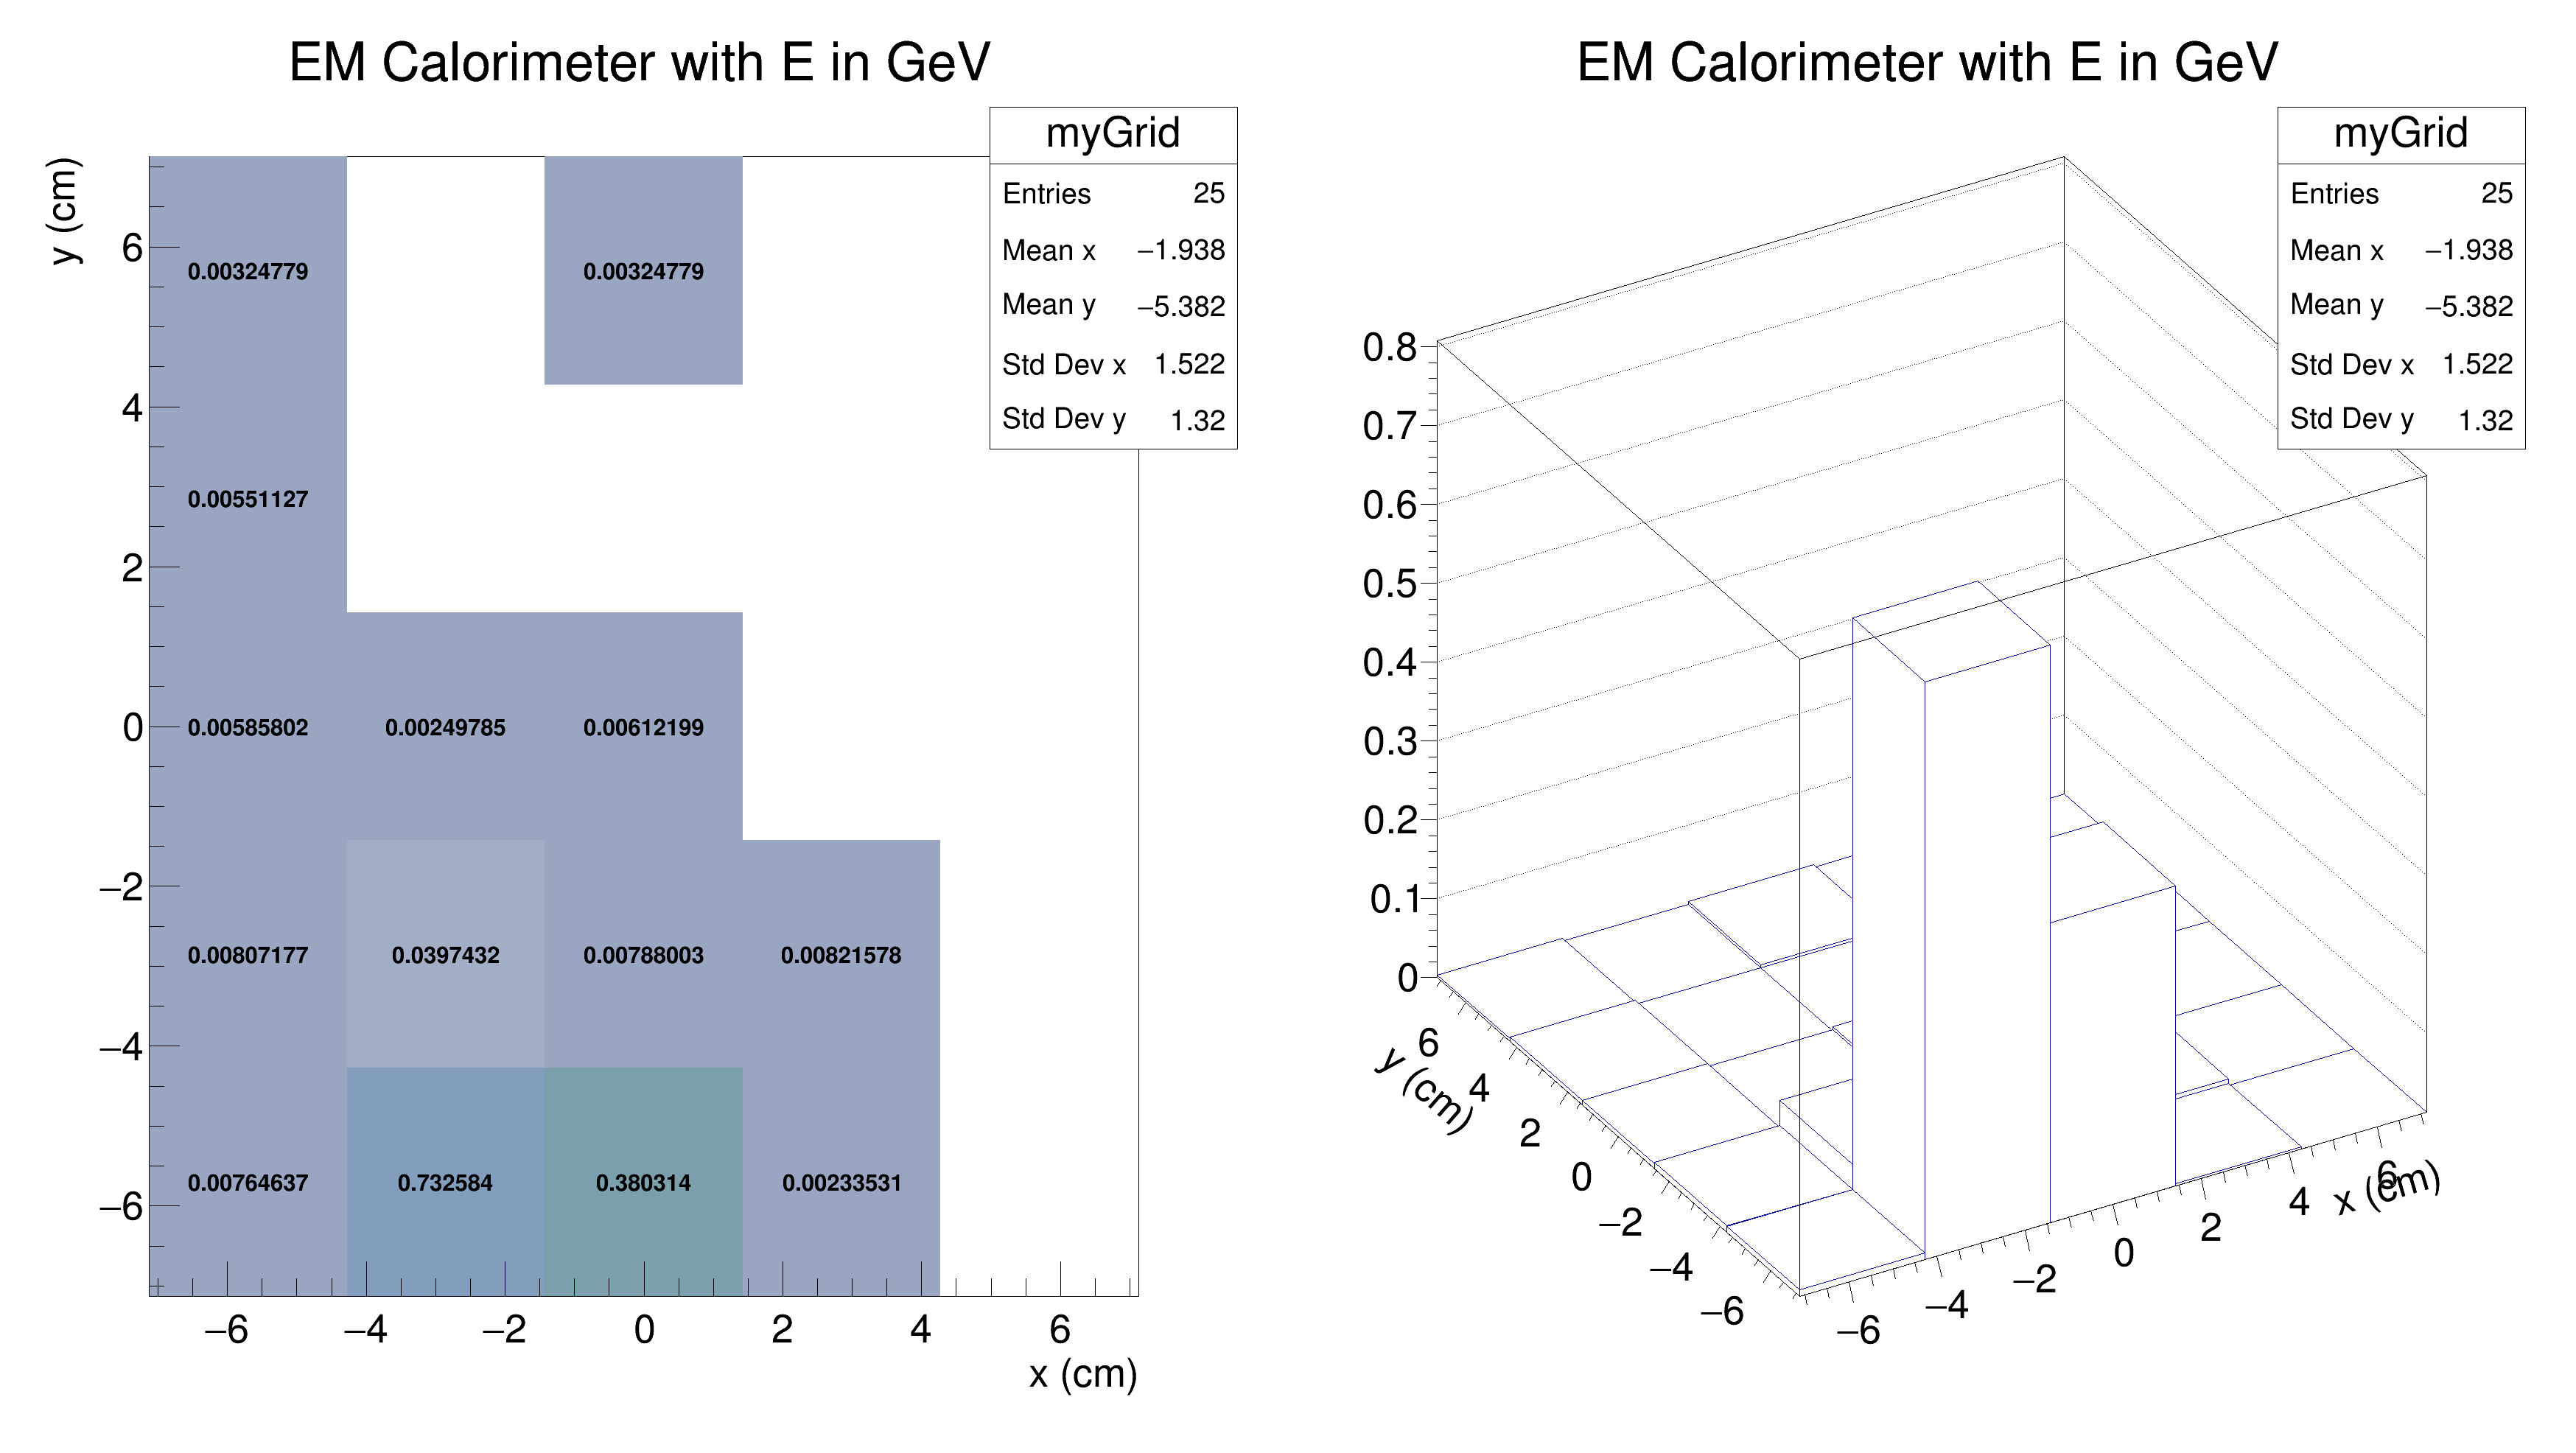 EM Calorimeter with E in GeV
myGrid
Entries 25
Mean x −1.938
Mean y −5.382
Std Dev x 1.522
Std Dev y 1.32
y (cm)
6
4
2
0
−2
−4
−6
0.00324779 0.00324779
0.00551127
0.00585802 0.00249785 0.00612199
0.00807177 0.0397432 0.00788003 0.00821578
0.00764637 0.732584 0.380314 0.00233531
−6 −4 −2 0 2 4 6
x (cm)
EM Calorimeter with E in GeV
myGrid
Entries 25
Mean x −1.938
Mean y −5.382
Std Dev x 1.522
Std Dev y 1.32
0.8
0.7
0.6
0.5
0.4
0.3
0.2
0.1
0
6
4
2
0
−2
−4
−6
y (cm)
−6 −4 −2 0 2 4 6
x (cm)